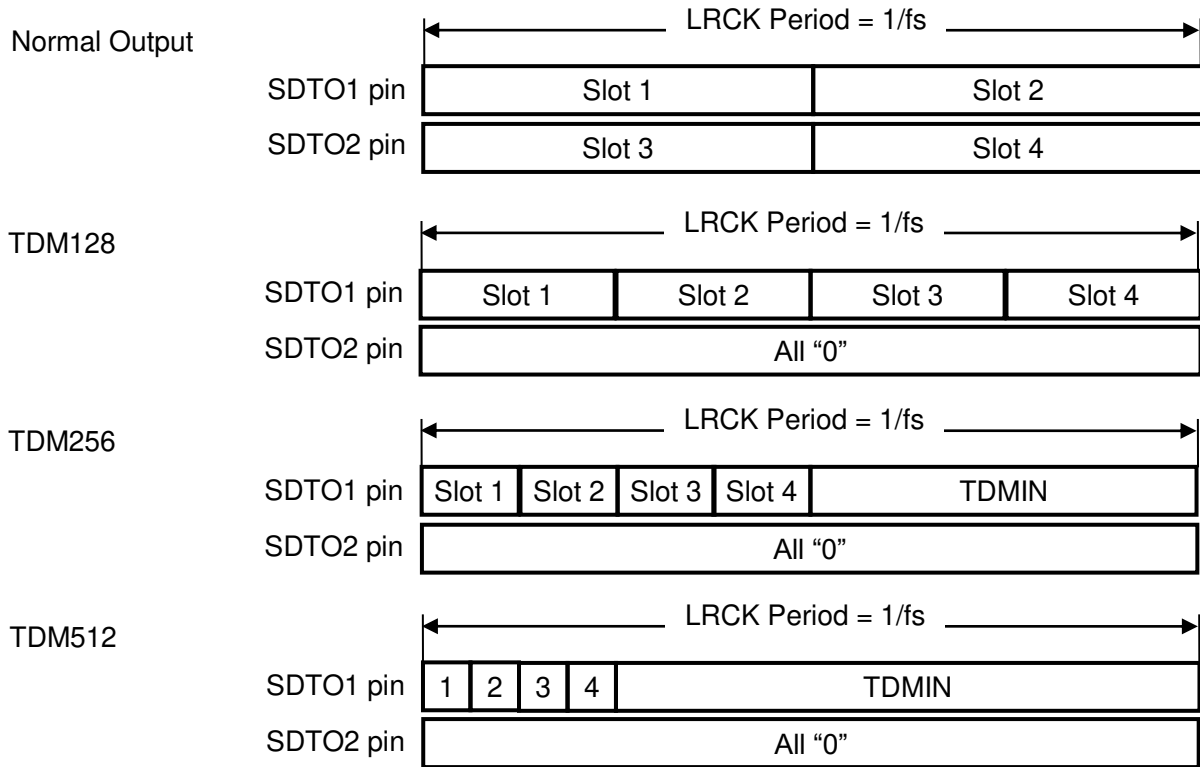 Normal Output
LRCK Period = 1/fs
SDTO1 pin Slot 1 Slot 2
SDTO2 pin Slot 3 Slot 4
TDM128
LRCK Period = 1/fs
SDTO1 pin Slot 1 Slot 2 Slot 3 Slot 4
SDTO2 pin All “0”
TDM256
LRCK Period = 1/fs
SDTO1 pin Slot 1 Slot 2 Slot 3 Slot 4 TDMIN
SDTO2 pin All “0”
TDM512
LRCK Period = 1/fs
SDTO1 pin 1 2 3 4 TDMIN
SDTO2 pin All “0”